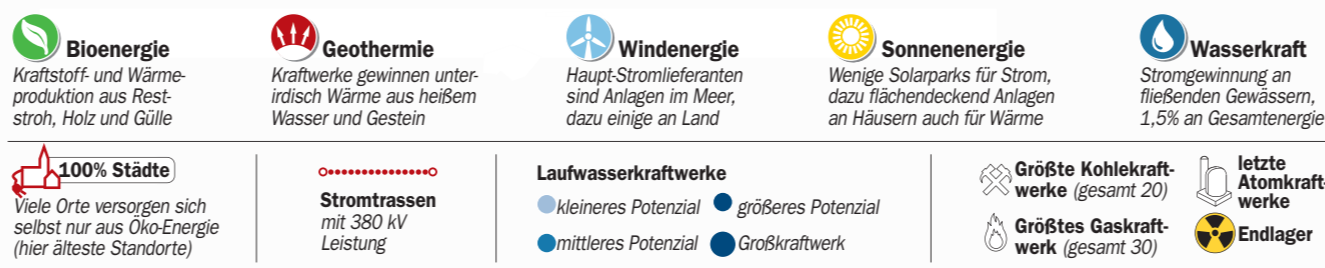 Bioenergie
Kraftstoff- und Wärme-
produktion aus Rest-
stroh, Holz und Gülle
Geothermie
Kraftwerke gewinnen unter-
irdisch Wärme aus heißem
Wasser und Gestein
Windenergie
Haupt-Stromlieferanten
sind Anlagen im Meer,
dazu einige an Land
Sonnenenergie
Wenige Solarparks für Strom,
dazu flächendeckend Anlagen
an Häusern auch für Wärme
Wasserkraft
Stromgewinnung an
fließenden Gewässern,
1,5% an Gesamtenergie
100% Städte
Viele Orte versorgen sich
selbst nur aus Öko-Energie
(hier älteste Standorte)
Stromtrassen
mit 380 kV
Leistung
Laufwasserkraftwerke
kleineres Potenzial
größeres Potenzial
mittleres Potenzial
Großkraftwerk
Größte Kohlekraft-
werke (gesamt 20)
Größtes Gaskraft-
werk (gesamt 30)
letzte
Atomkraft-
werke
Endlager